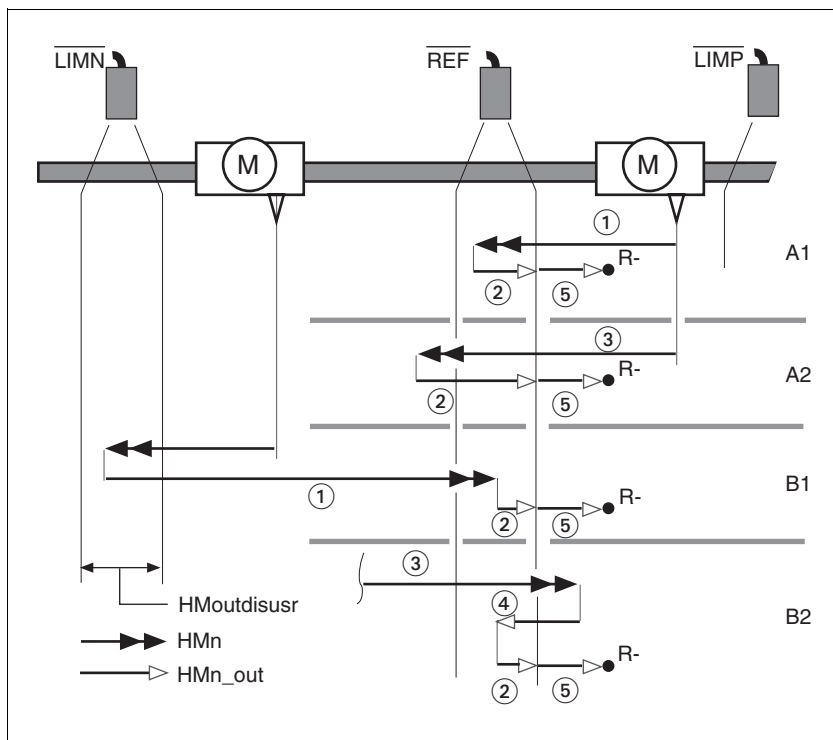 LIMN REF LIMP
M M
①
R- A1
② ⑤
③
R- A2
② ⑤
① R- B1
② ⑤
③
HMoutdisusr ④ B2
HMn R-
HMn_out
② ⑤